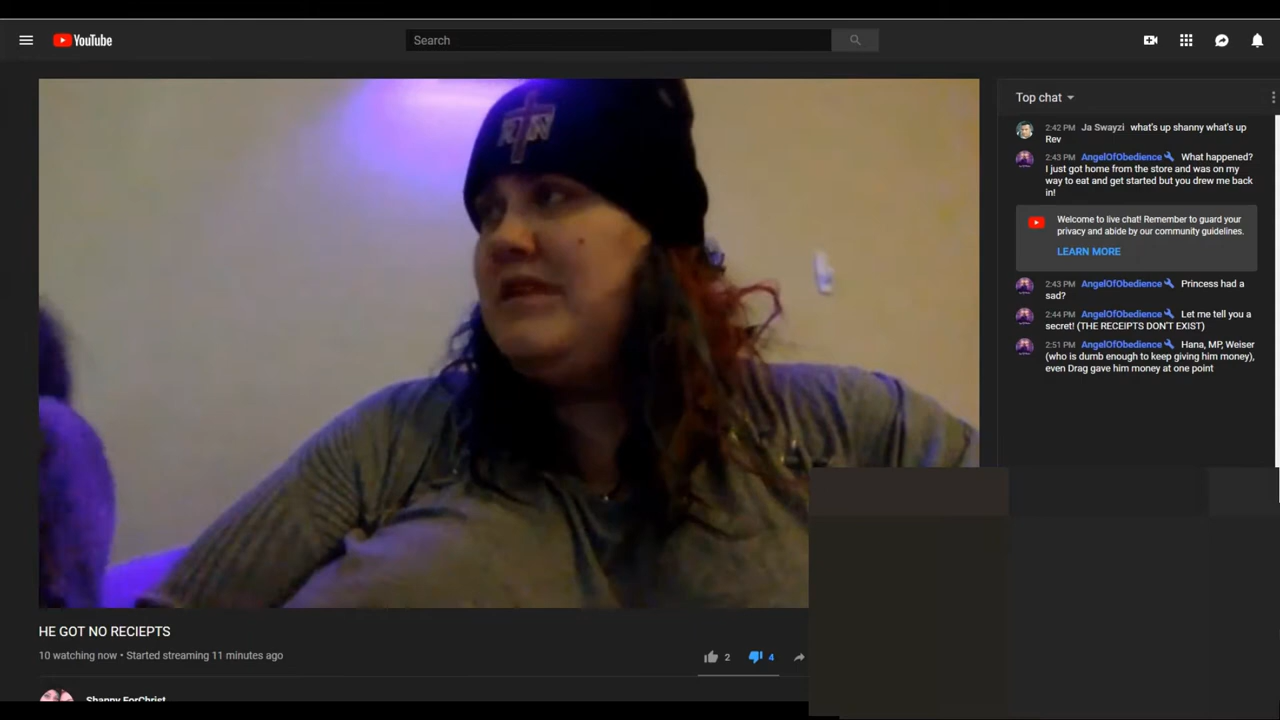 YouTube
Search
Top chat
2:42 PM Ja Swayzi what's up shanny what's up
Rev
2:43 PM AngelOfObedience What happened?
I just got home from the store and was on my
way to eat and get started but you drew me back
in!
Welcome to live chat! Remember to guard your
privacy and abide by our community guidelines.
LEARN MORE
2:43 PM AngelOfObedience Princess had a
sad?
2:44 PM AngelOfObedience Let me tell you a
secret! (THE RECEIPTS DON'T EXIST)
2:51 PM AngelOfObedience Hana, MP, Weiser
(who is dumb enough to keep giving him money),
even Drag gave him money at one point
HE GOT NO RECIEPTS
10 watching now • Started streaming 11 minutes ago
2 4
Shanny ForChrist